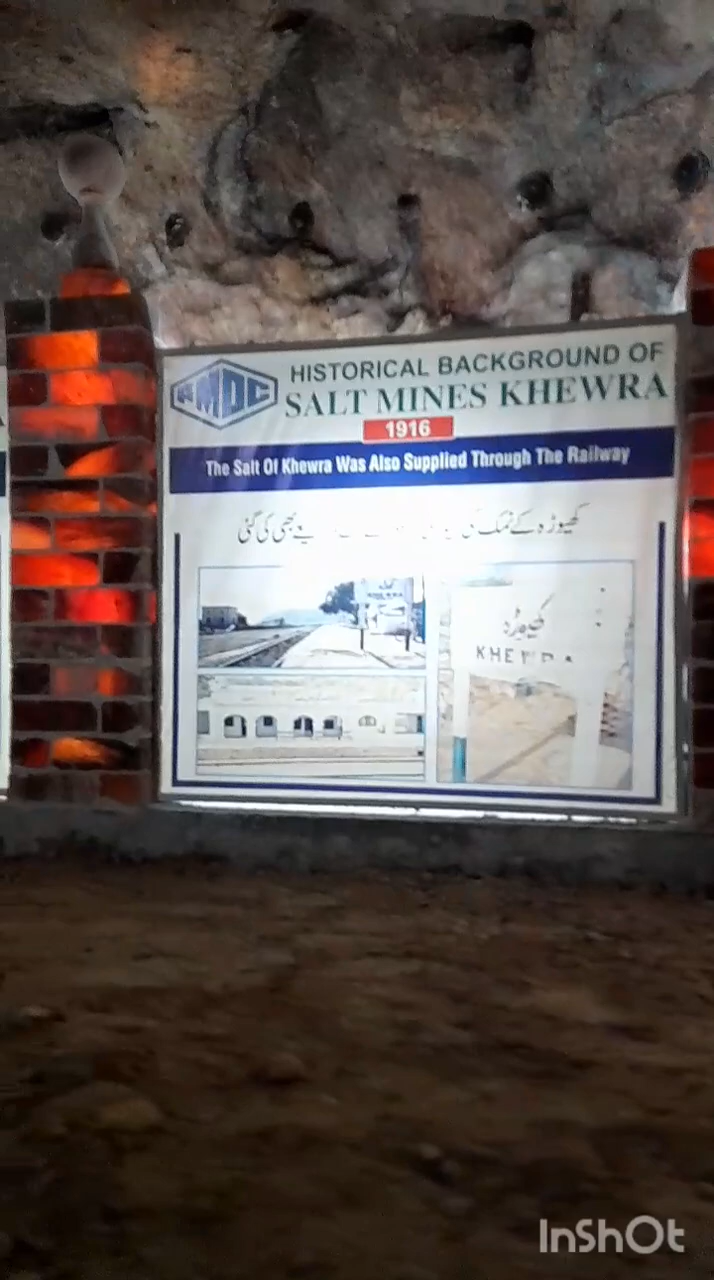 PMDC
HISTORICAL BACKGROUND OF
SALT MINES KHEWRA
1916
The Salt Of Khewra Was Also Supplied Through The Railway
کھیوڑہ کے نمک کی بھی کی گئی
کھیوڑہ
InShOt